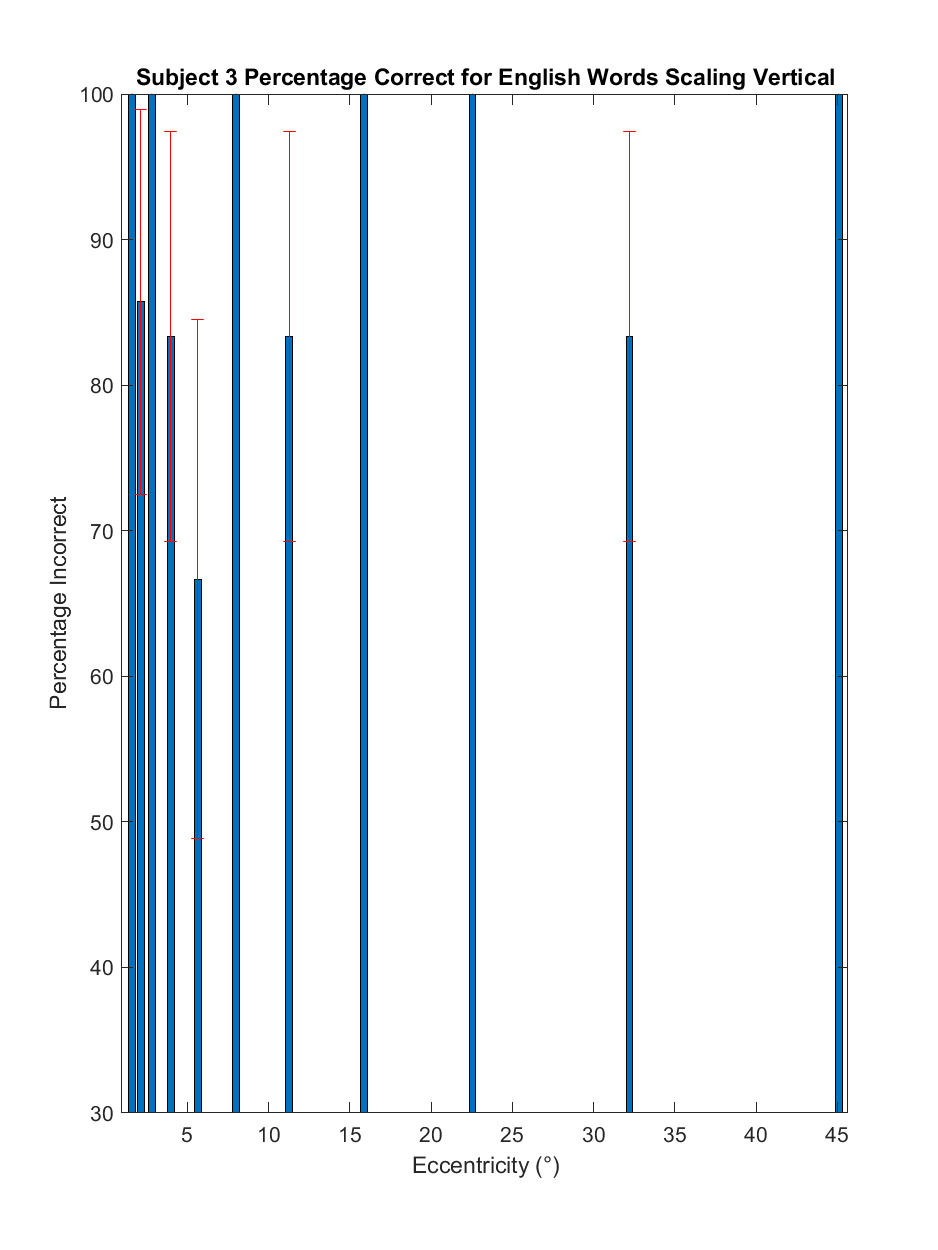 Subject 3 Percentage Correct for English Words Scaling Vertical
100
90
80
70
60
50
40
30
Percentage Incorrect
5 10 15 20 25 30 35 40 45
Eccentricity (°)